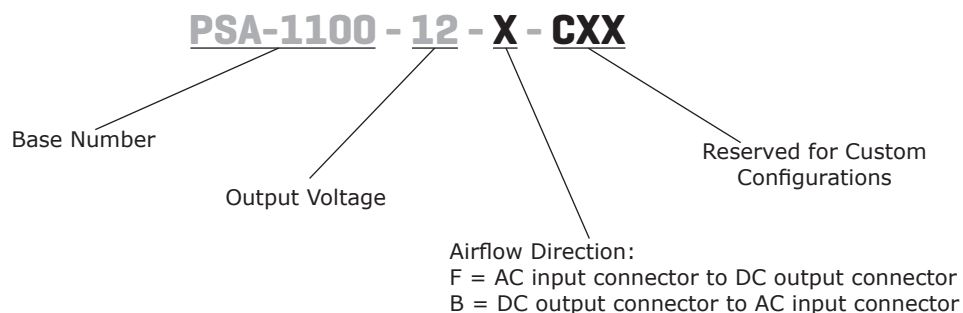 PSA-1100 - 12 - X - CXX
Base Number
Output Voltage
Reserved for Custom
Configurations
Airflow Direction:
F = AC input connector to DC output connector
B = DC output connector to AC input connector